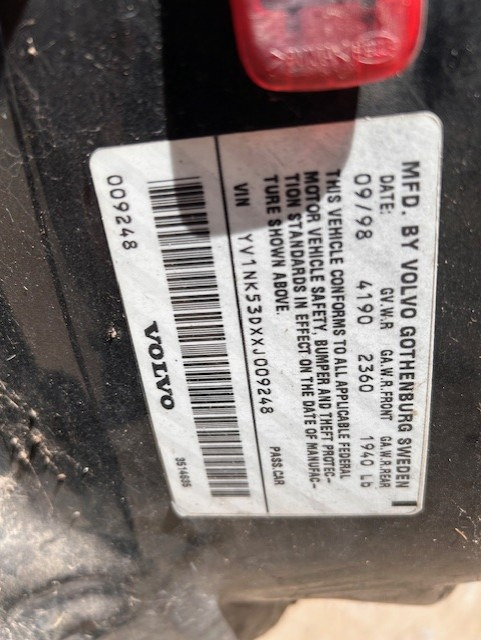 MFD. BY VOLVO GOTHENBURG SWEDEN
DATE: GV.W.R GA.W.R.FRONT GA.W.R.REAR
09/98 4190 2360 1940 Lb
THIS VEHICLE CONFORMS TO ALL APPLICABLE FEDERAL
MOTOR VEHICLE SAFETY, BUMPER AND THEFT PROTEC-
TION STANDARDS IN EFFECT ON THE DATE OF MANUFAC-
TURE SHOWN ABOVE.
VIN YV1NK53DXXJ009248 PASS.CAR
009248 VOLVO 3514695